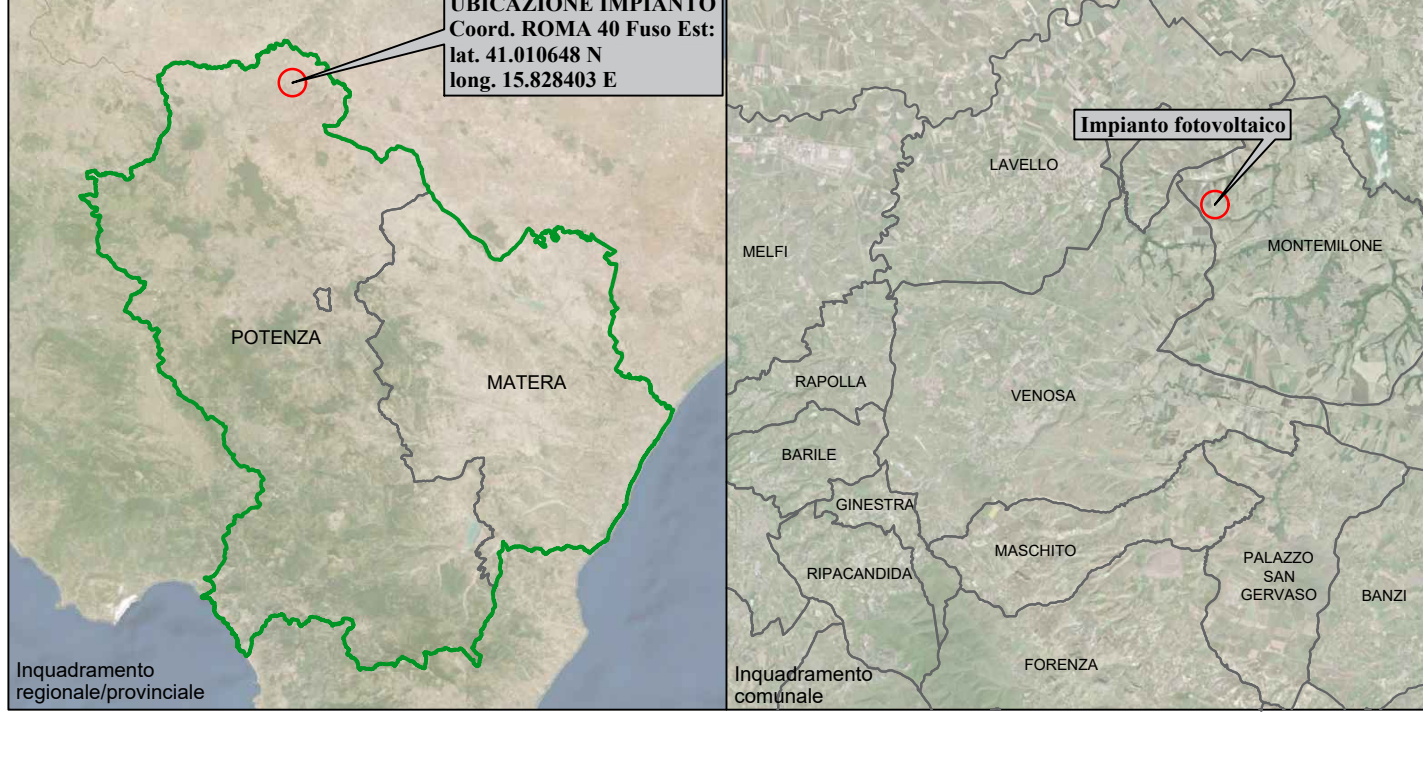 UBICAZIONE IMPIANTO
Coord. ROMA 40 Fuso Est:
lat. 41.010648 N
long. 15.828403 E
POTENZA
MATERA
Inquadramento
regionale/provinciale
Impianto fotovoltaico
LAVELLO
MELFI
MONTEMILONE
RAPOLLA
VENOSA
BARILE
GINESTRA
MASCHITO
RIPACANDIDA
PALAZZO
SAN
GERVASO
BANZI
FORENZA
Inquadramento
comunale